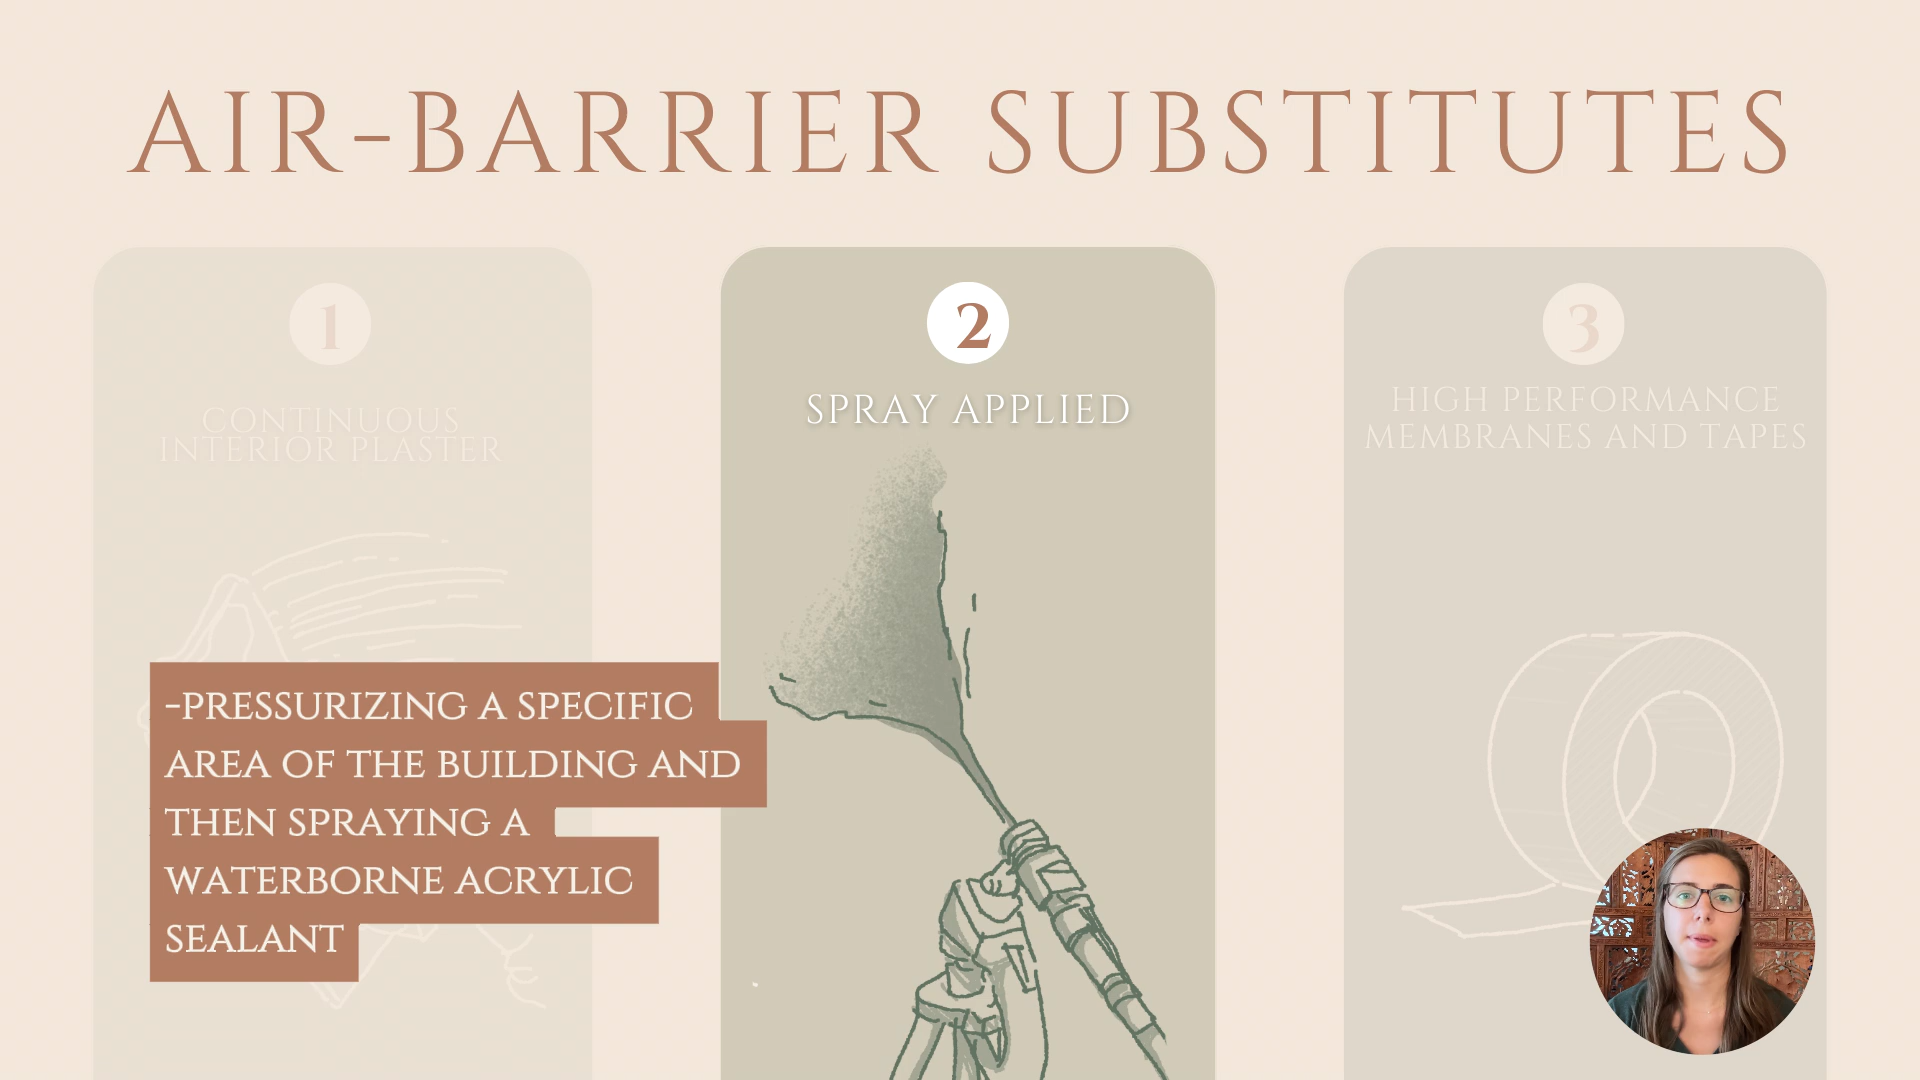 AIR-BARRIER SUBSTITUTES
1
CONTINUOUS
INTERIOR PLASTER
2
SPRAY APPLIED
3
HIGH PERFORMANCE
MEMBRANES AND TAPES
-PRESSURIZING A SPECIFIC
AREA OF THE BUILDING AND
THEN SPRAYING A
WATERBORNE ACRYLIC
SEALANT